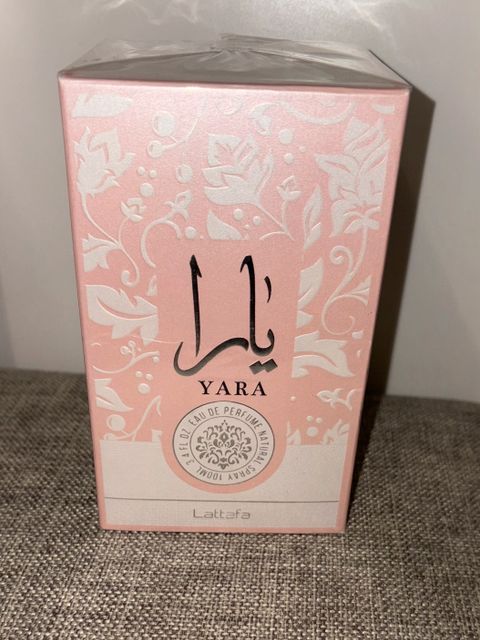 يارا
YARA
EAU DE PERFUME NATURAL SPRAY 100ML 3.4 FL OZ
Lattafa